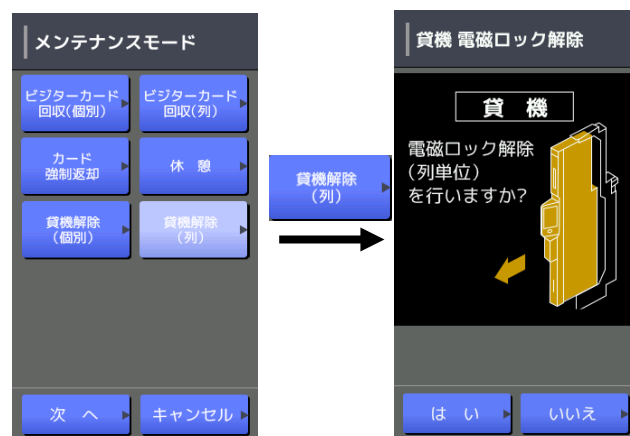 メンテナンスモード
ビジターカード
回収(個別)
ビジターカード
回収(列)
カード
強制返却
休 憩
貸機解除
(個別)
貸機解除
(列)
次 へ
キャンセル
貸機解除
(列)
貸機 電磁ロック解除
貸 機
電磁ロック解除
(列単位)
を行いますか?
は い
いいえ